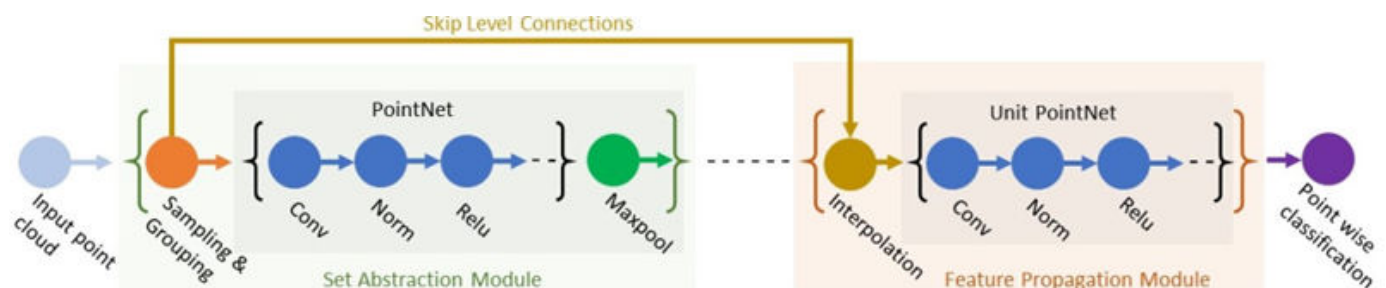 Skip Level Connections
PointNet
Unit PointNet
Input point
cloud
Sampling &
Grouping
Conv
Norm
Relu
Maxpool
Interpolation
Conv
Norm
Relu
Point wise
classification
Set Abstraction Module
Feature Propagation Module